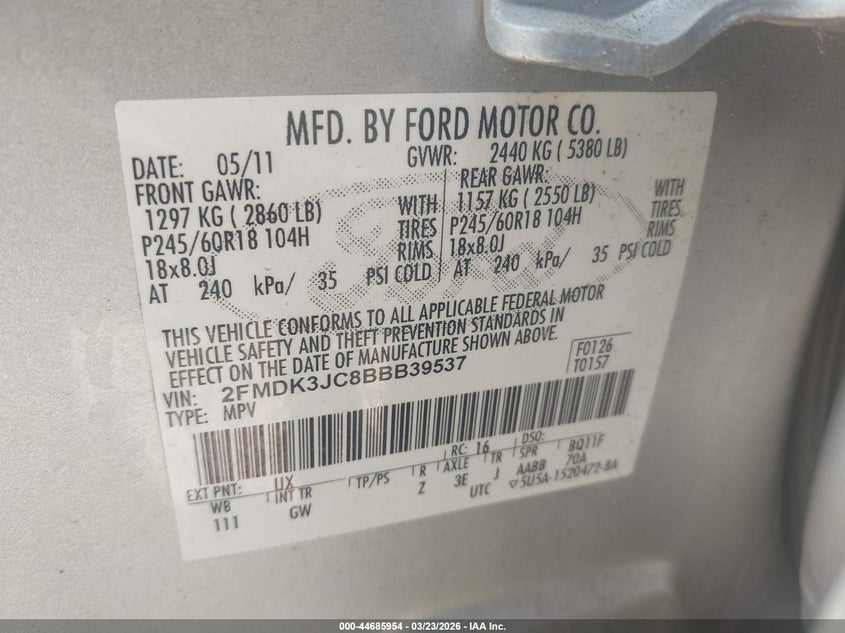 MFD. BY FORD MOTOR CO.
DATE: 05/11 GVWR: 2440 KG ( 5380 LB)
FRONT GAWR: REAR GAWR:
1297 KG ( 2860 LB) WITH 1157 KG ( 2550 LB) WITH
P245/60R18 104H TIRES P245/60R18 104H TIRES
18x8.0J RIMS 18x8.0J RIMS
AT 240 kPa/ 35 PSI COLD AT 240 kPa/ 35 PSI COLD
THIS VEHICLE CONFORMS TO ALL APPLICABLE FEDERAL MOTOR
VEHICLE SAFETY AND THEFT PREVENTION STANDARDS IN
EFFECT ON THE DATE OF MANUFACTURE SHOWN ABOVE.
VIN: 2FMDK3JC8BBB39537 F0126
TYPE: MPV T0157
EXT PNT: UX RC: 16 DSO:
WB INT TR TP/PS R AXLE TR SPR BQ11F
111 GW Z 3E J AABB 70A
UTC ▽5U5A-1520472-BA
000-44685954 - 03/23/2026 - IAA Inc.